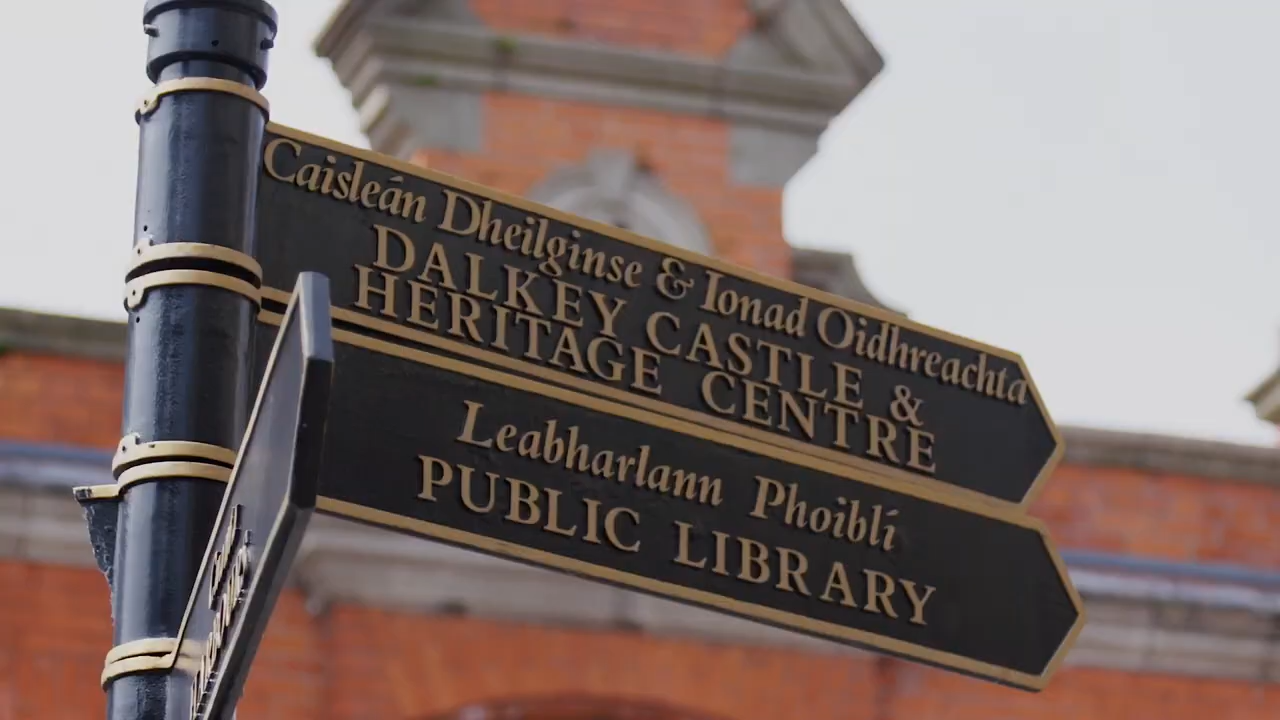 Caisleán Dheilginse & Ionad Oidhreachta
DALKEY CASTLE &
HERITAGE CENTRE
Leabharlann Phoiblí
PUBLIC LIBRARY